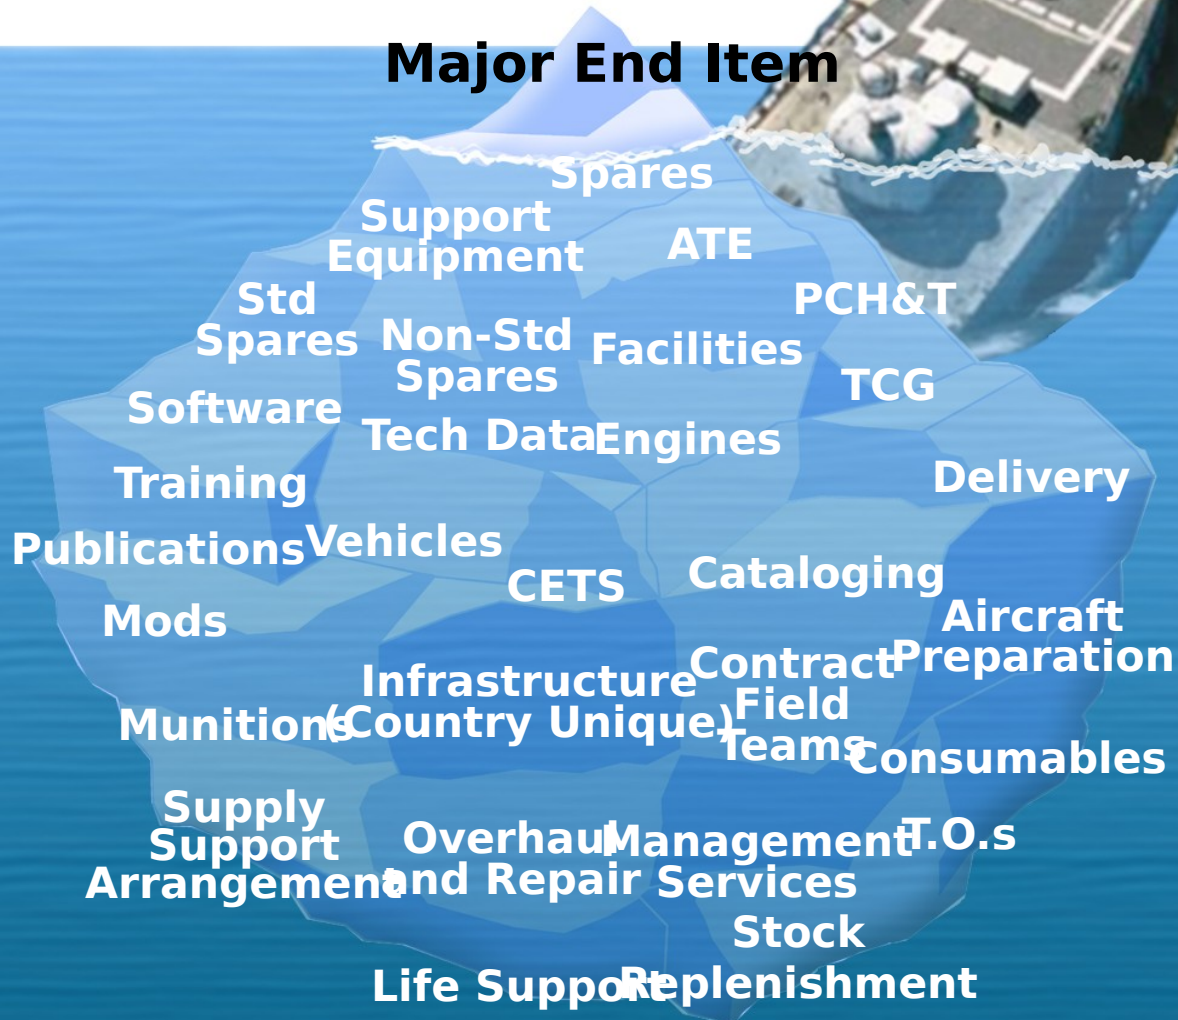 Major End Item
Spares
Support
Equipment
ATE
Std
Spares
PCH&T
Non-Std
Spares
Facilities
TCG
Software
Tech Data
Engines
Training
Delivery
Publications
Vehicles
CETS
Cataloging
Mods
Aircraft
Preparation
Infrastructure
(Country Unique)
Contract
Field
Teams
Munitions
Consumables
Supply
Support
Arrangement
Overhaul
and Repair
Management
Services
T.O.s
Stock
Replenishment
Life Support